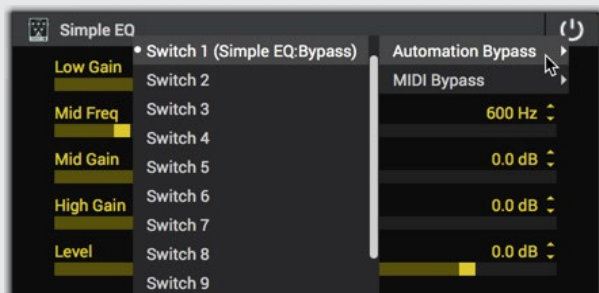 Simple EQ
Switch 1 (Simple EQ:Bypass)
Automation Bypass
Low Gain
Switch 2
MIDI Bypass
Mid Freq
Switch 3
600 Hz
Switch 4
Mid Gain
Switch 5
0.0 dB
Switch 6
High Gain
0.0 dB
Switch 7
Level
Switch 8
0.0 dB
Switch 9